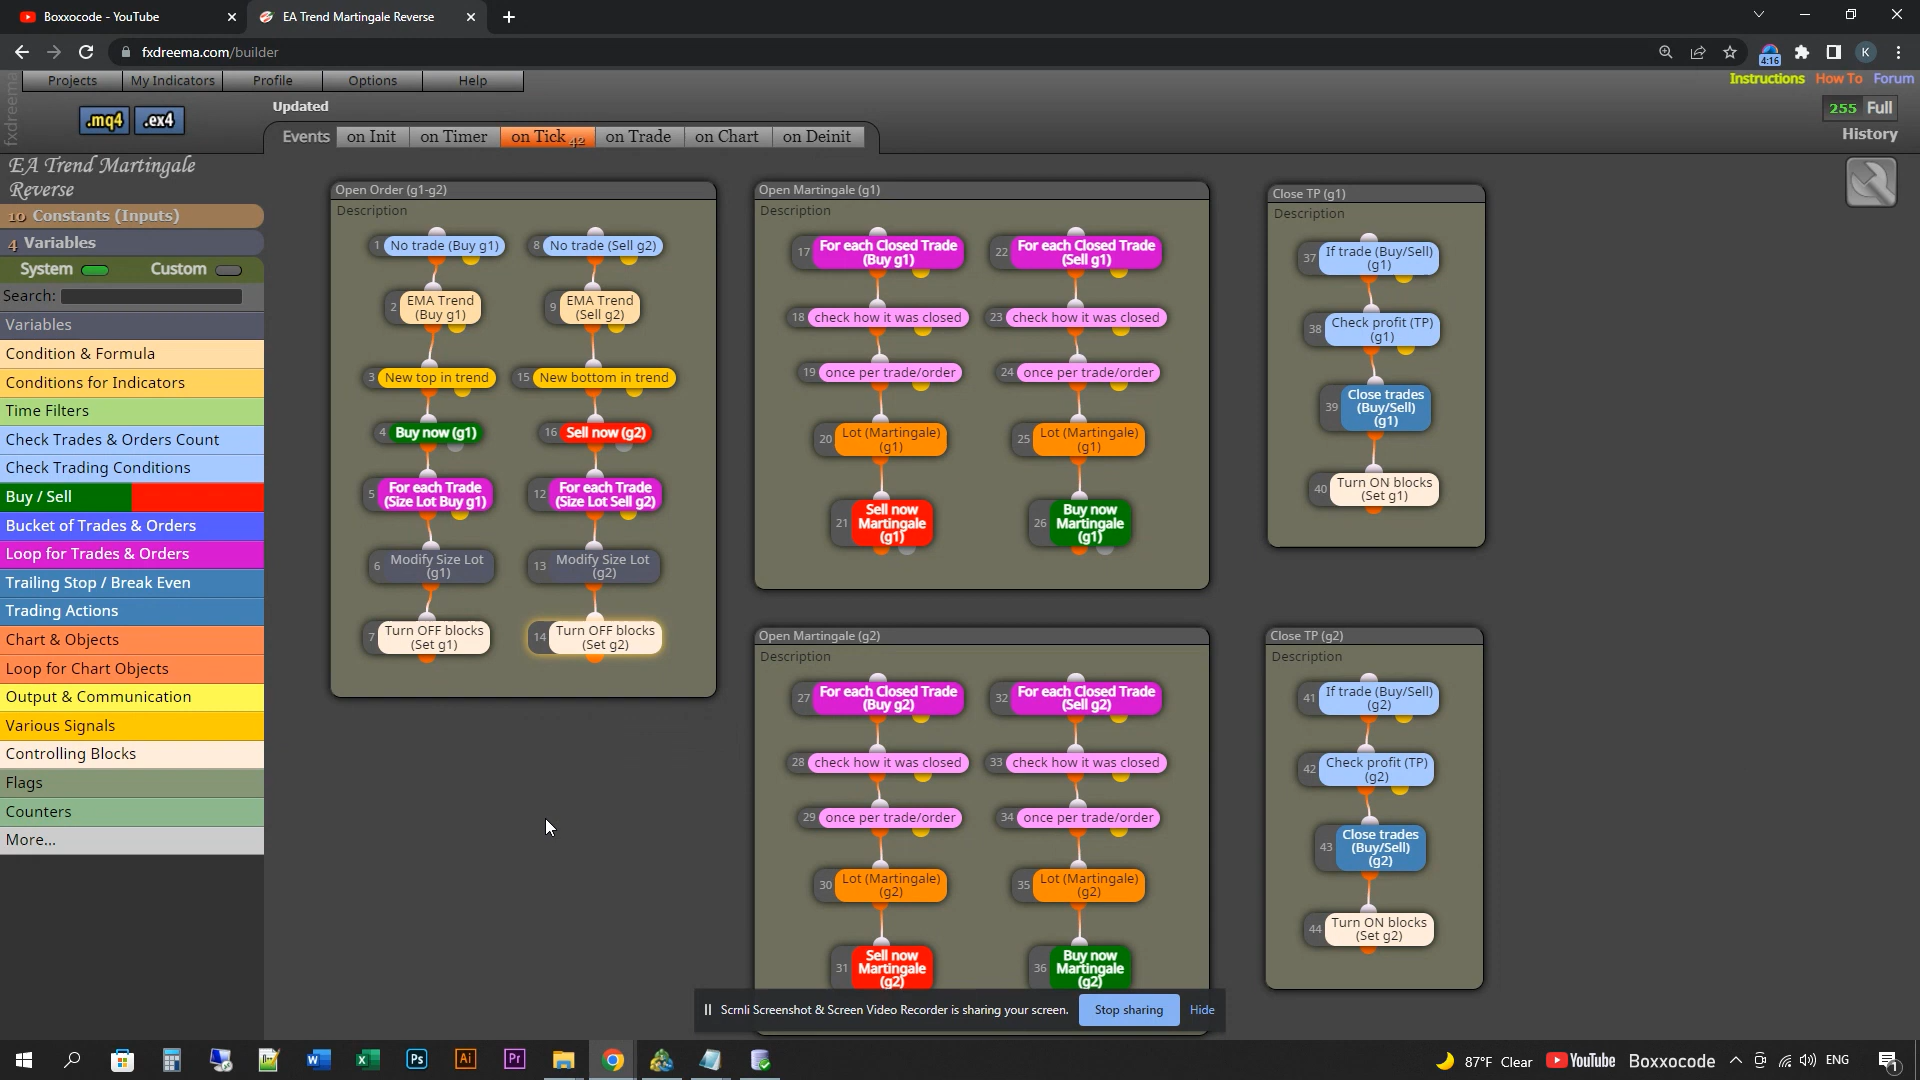 Boxxocode - YouTube
EA Trend Martingale Reverse
fxdreema.com/builder
K
4:16
Projects
My Indicators
Profile
Options
Help
Instructions
How To
Forum
fxdreema
.mq4
.ex4
Updated
255 Full
History
Events
on Init
on Timer
on Tick 42
on Trade
on Chart
on Deinit
EA Trend Martingale
Reverse
10 Constants (Inputs)
4 Variables
System
Custom
Search:
Variables
Condition & Formula
Conditions for Indicators
Time Filters
Check Trades & Orders Count
Check Trading Conditions
Buy / Sell
Bucket of Trades & Orders
Loop for Trades & Orders
Trailing Stop / Break Even
Trading Actions
Chart & Objects
Loop for Chart Objects
Output & Communication
Various Signals
Controlling Blocks
Flags
Counters
More...
Open Order (g1-g2)
Description
1 No trade (Buy g1)
8 No trade (Sell g2)
2 EMA Trend
(Buy g1)
9 EMA Trend
(Sell g2)
3 New top in trend
15 New bottom in trend
4 Buy now (g1)
16 Sell now (g2)
5 For each Trade
(Size Lot Buy g1)
12 For each Trade
(Size Lot Sell g2)
6 Modify Size Lot
(g1)
13 Modify Size Lot
(g2)
7 Turn OFF blocks
(Set g1)
14 Turn OFF blocks
(Set g2)
Open Martingale (g1)
Description
17 For each Closed Trade
(Buy g1)
22 For each Closed Trade
(Sell g1)
18 check how it was closed
23 check how it was closed
19 once per trade/order
24 once per trade/order
20 Lot (Martingale)
(g1)
25 Lot (Martingale)
(g1)
21 Sell now
Martingale
(g1)
26 Buy now
Martingale
(g1)
Close TP (g1)
Description
37 If trade (Buy/Sell)
(g1)
38 Check profit (TP)
(g1)
39 Close trades
(Buy/Sell)
(g1)
40 Turn ON blocks
(Set g1)
Open Martingale (g2)
Description
27 For each Closed Trade
(Buy g2)
32 For each Closed Trade
(Sell g2)
28 check how it was closed
33 check how it was closed
29 once per trade/order
34 once per trade/order
30 Lot (Martingale)
(g2)
35 Lot (Martingale)
(g2)
31 Sell now
Martingale
(g2)
36 Buy now
Martingale
(g2)
Close TP (g2)
Description
41 If trade (Buy/Sell)
(g2)
42 Check profit (TP)
(g2)
43 Close trades
(Buy/Sell)
(g2)
44 Turn ON blocks
(Set g2)
Scrnli Screenshot & Screen Video Recorder is sharing your screen.
Stop sharing
Hide
Ps
Ai
Pr
87°F Clear
YouTube Boxxocode
ENG
1